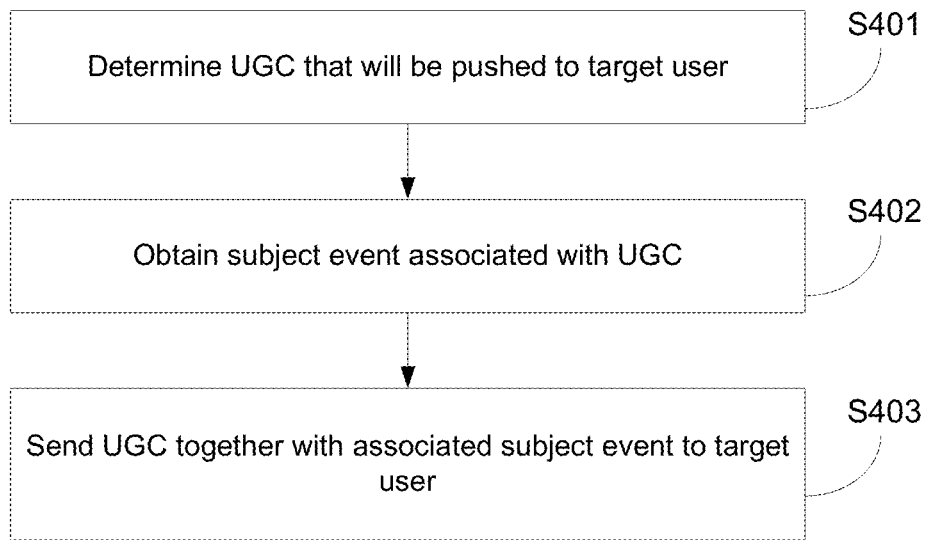 S401
Determine UGC that will be pushed to target user
S402
Obtain subject event associated with UGC
S403
Send UGC together with associated subject event to target
user